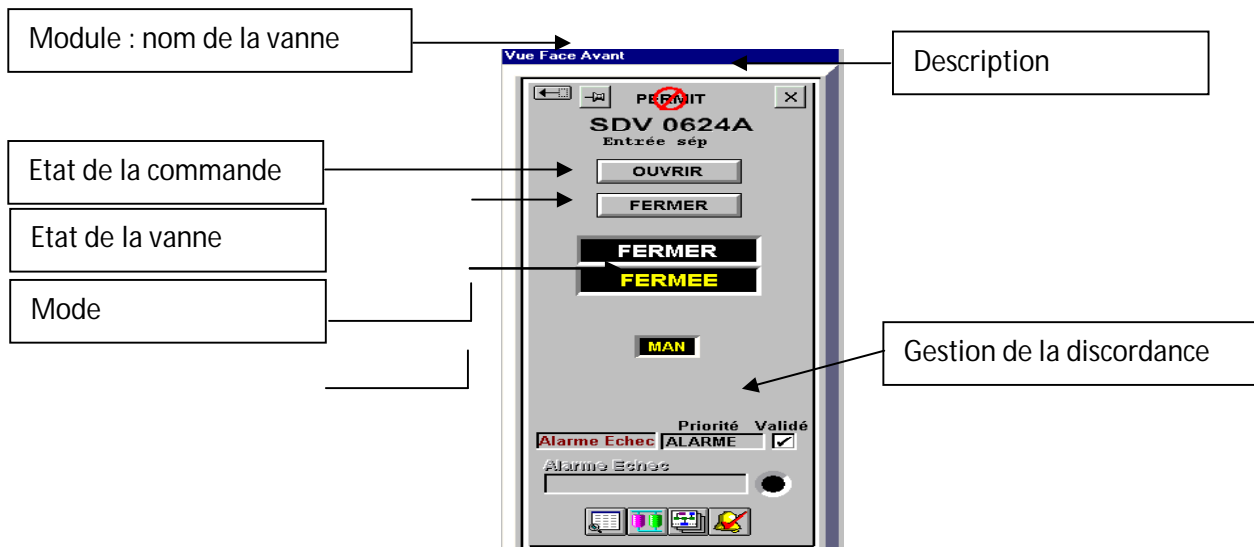 Module : nom de la vanne
Vue Face Avant
Description
PERMIT
SDV 0624A
Entrée sép
Etat de la commande
OUVRIR
FERMER
Etat de la vanne
FERMER
FERMEE
Mode
MAN
Gestion de la discordance
Priorité Validé
Alarme Echec ALARME
Alarme Echec